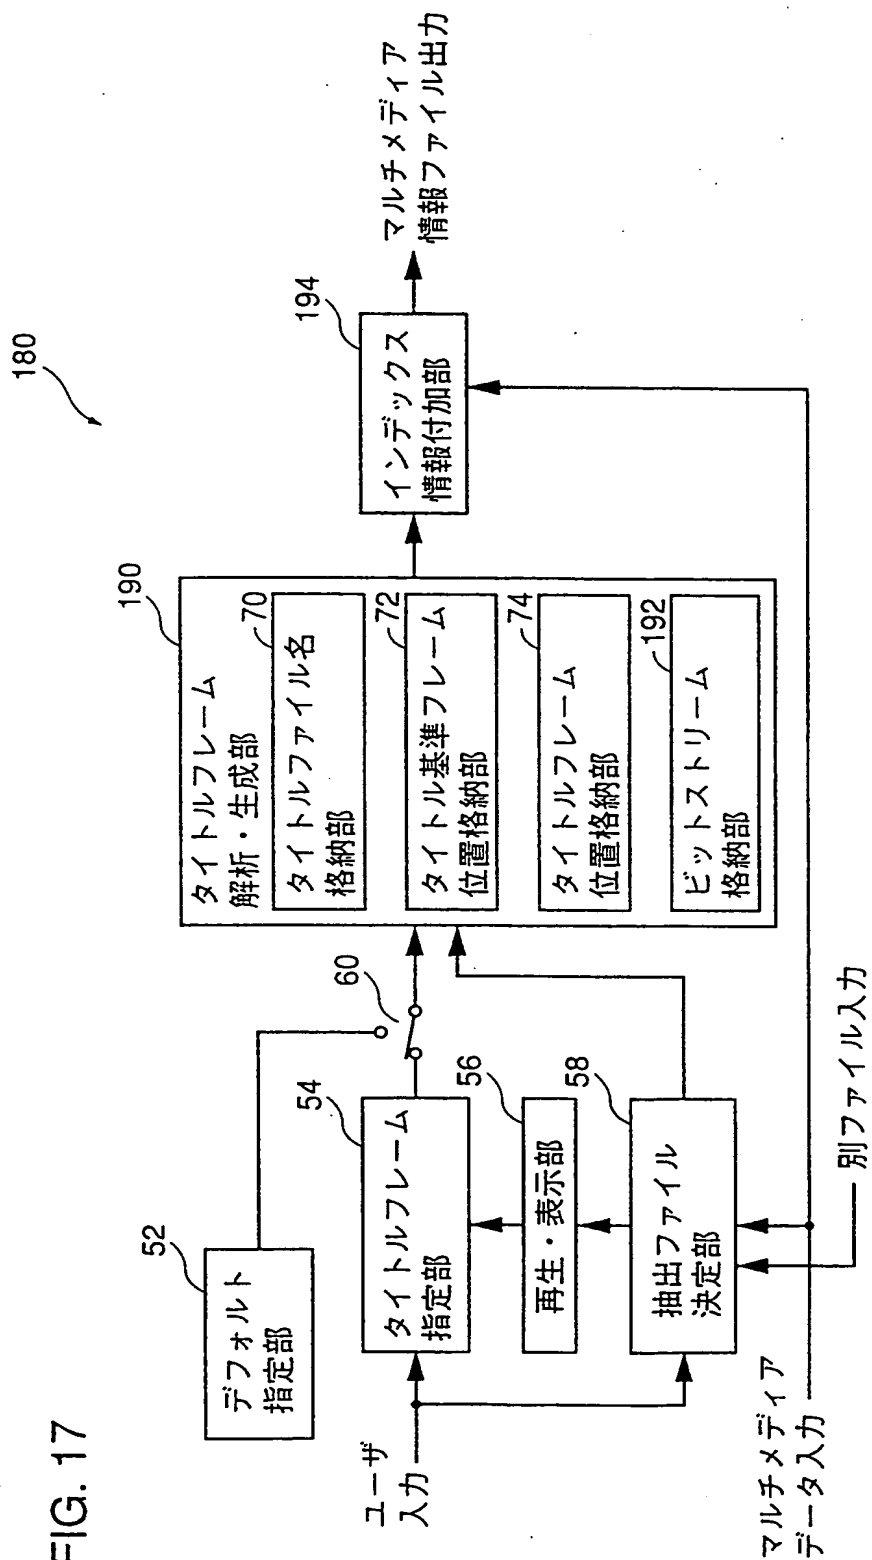 FIG. 17
180
ユーザ
入力
マルチメディア
データ入力
デフォルト
指定部
52
タイトルフレーム
指定部
54
再生・表示部
56
抽出ファイル
決定部
58
別ファイル入力
60
タイトルフレーム
解析・生成部
190
タイトルファイル名
格納部
70
タイトル基準フレーム
位置格納部
72
タイトルフレーム
位置格納部
74
ビットストリーム
格納部
192
インデックス
情報付加部
194
マルチメディア
情報ファイル出力